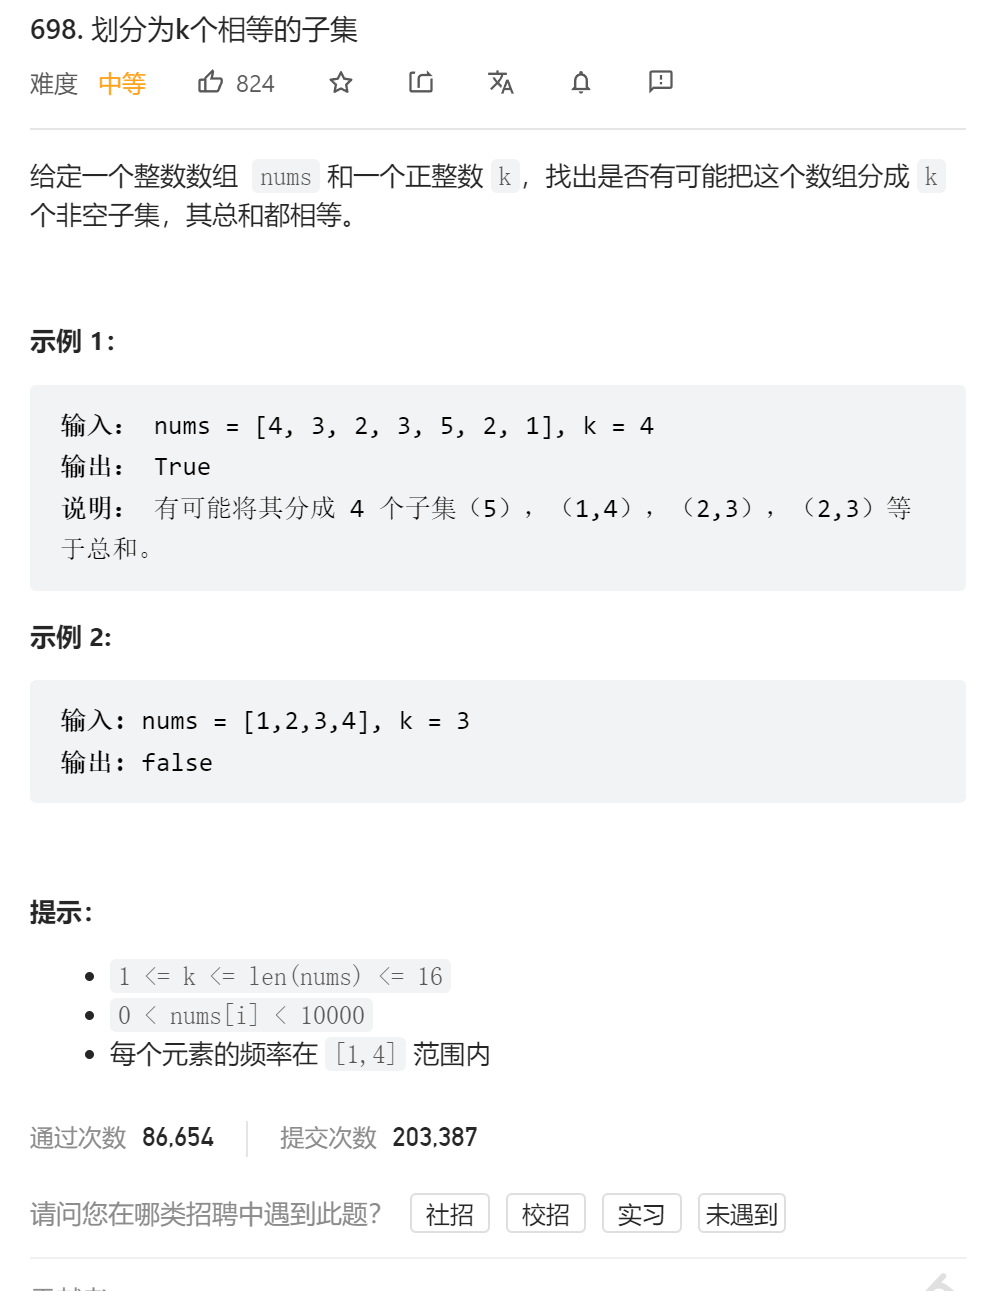 698. 划分为k个相等的子集
难度 中等 824
给定一个整数数组 nums 和一个正整数 k，找出是否有可能把这个数组分成 k
个非空子集，其总和都相等。
示例 1：
输入： nums = [4, 3, 2, 3, 5, 2, 1], k = 4
输出： True
说明： 有可能将其分成 4 个子集（5），（1,4），（2,3），（2,3）等
于总和。
示例 2:
输入：nums = [1,2,3,4], k = 3
输出：false
提示：
1 <= k <= len(nums) <= 16
0 < nums[i] < 10000
每个元素的频率在 [1,4] 范围内
通过次数 86,654 提交次数 203,387
请问您在哪类招聘中遇到此题？ 社招 校招 实习 未遇到